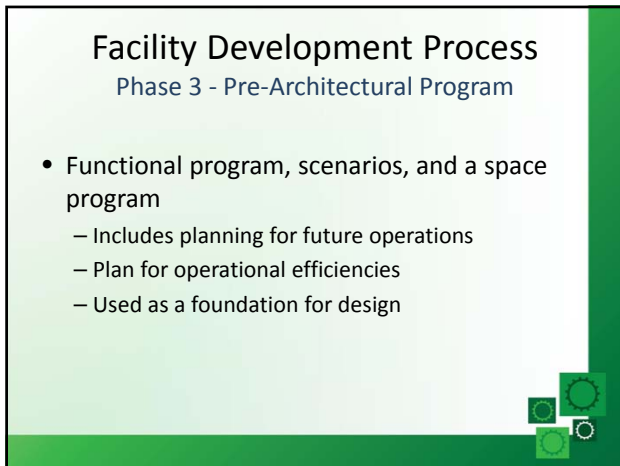 Facility Development Process
Phase 3 - Pre-Architectural Program
• Functional program, scenarios, and a space
program
– Includes planning for future operations
– Plan for operational efficiencies
– Used as a foundation for design